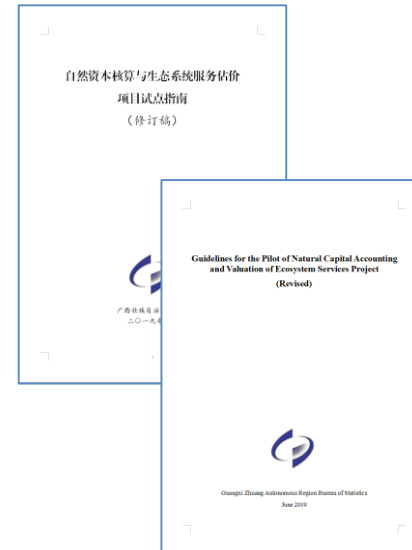 自然资本核算与生态系统服务估价
项目试点指南
（修订稿）
广西壮族自治
二〇一九年
Guidelines for the Pilot of Natural Capital Accounting
and Valuation of Ecosystem Services Project
(Revised)
Guangxi Zhuang Autonomous Region Bureau of Statistics
June 2019